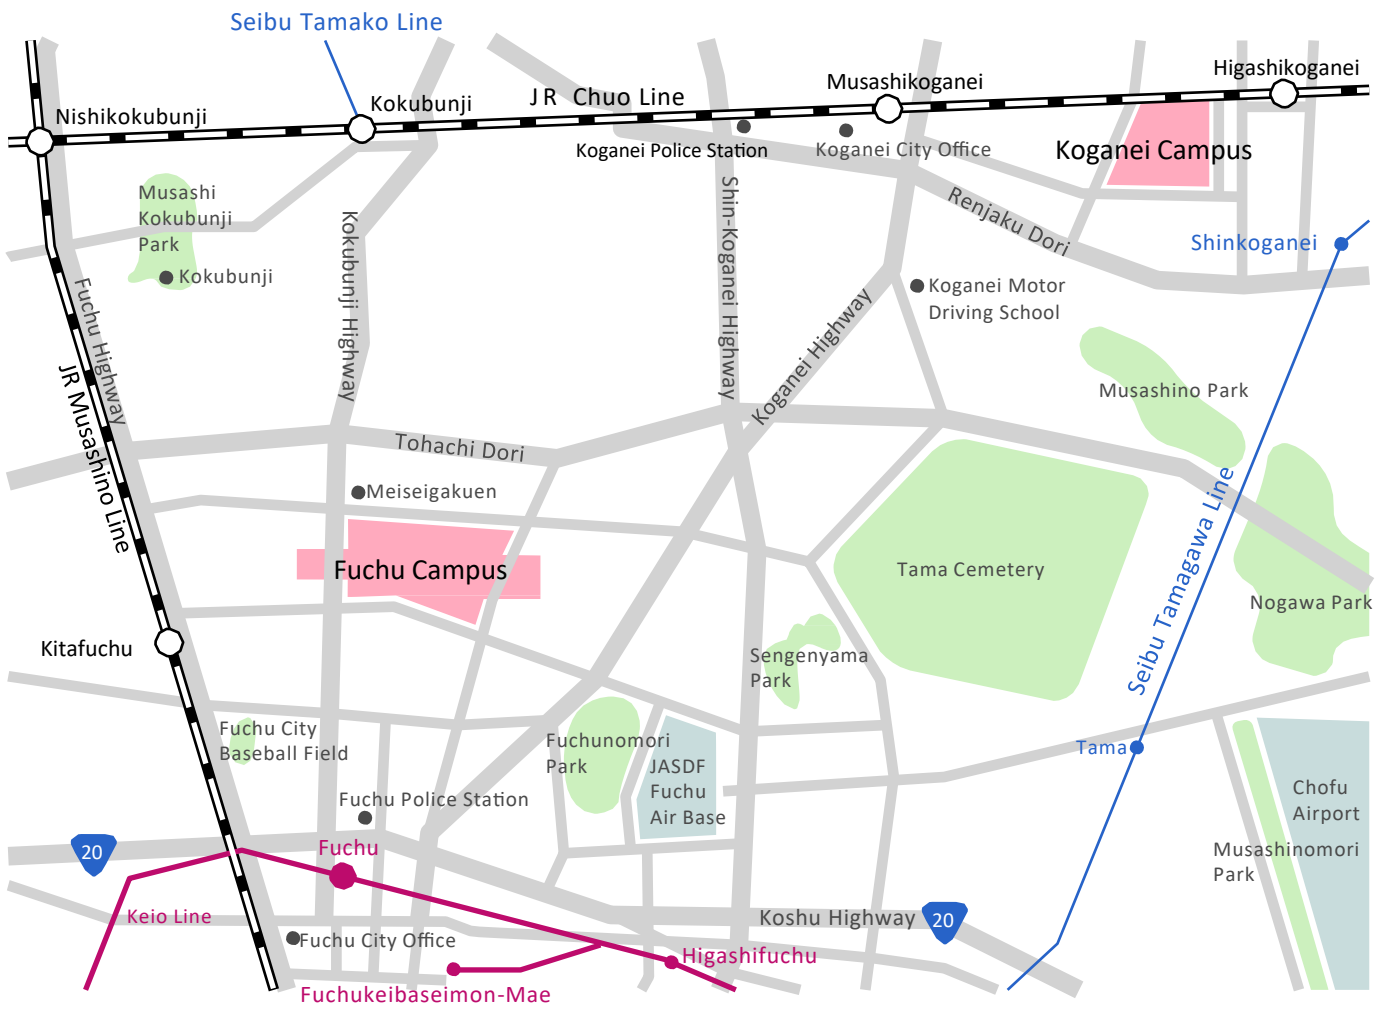 Seibu Tamako Line
Nishikokubunji
Kokubunji
JR Chuo Line
Musashikoganei
Higashikoganei
Koganei Police Station
Koganei City Office
Koganei Campus
Musashi
Kokubunji
Park
Kokubunji
Renjaku Dori
Shinkoganei
Fuchu Highway
Kokubunji Highway
Shin-Koganei Highway
Koganei Highway
Koganei Motor
Driving School
JR Musashino Line
Musashino Park
Tohachi Dori
Meiseigakuen
Fuchu Campus
Tama Cemetery
Seibu Tamagawa Line
Nogawa Park
Kitafuchu
Sengenyama
Park
Fuchu City
Baseball Field
Fuchunomori
Park
JASDF
Fuchu
Air Base
Tama
Chofu
Airport
Fuchu Police Station
20
Fuchu
Musashinomori
Park
Keio Line
Koshu Highway
20
Fuchu City Office
Higashifuchu
Fuchukeibaseimon-Mae